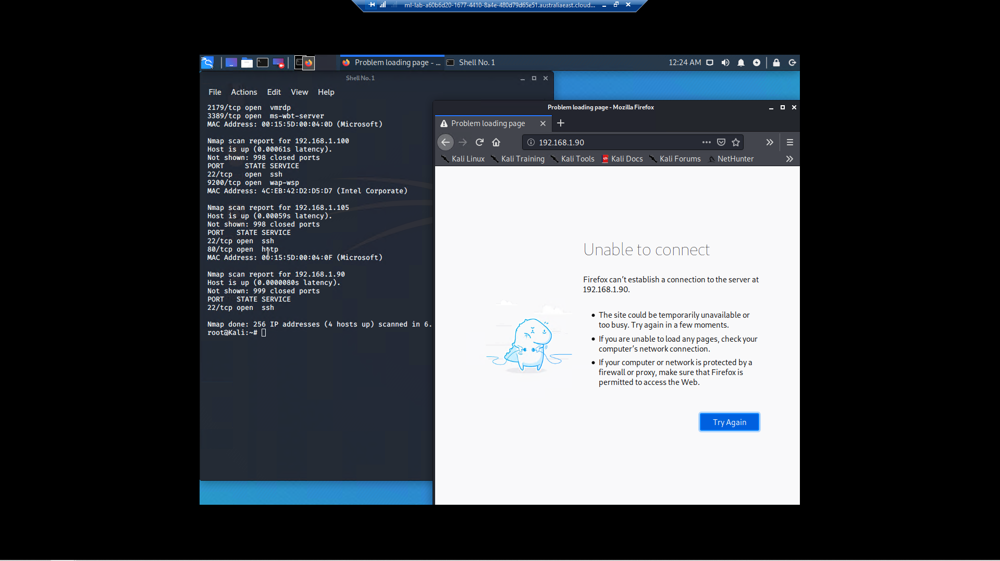 ml-lab-a60b6d20-1677-4410-8a4e-480d79d65e51.australiaeast.cloud...
Problem loading page - ...
Shell No. 1
12:24 AM
Shell No. 1
File Actions Edit View Help
2179/tcp open  vmrdp
3389/tcp open  ms-wbt-server
MAC Address: 00:15:5D:00:04:0D (Microsoft)
Nmap scan report for 192.168.1.100
Host is up (0.00061s latency).
Not shown: 998 closed ports
PORT     STATE SERVICE
22/tcp   open  ssh
9200/tcp open  wap-wsp
MAC Address: 4C:EB:42:D2:D5:D7 (Intel Corporate)
Nmap scan report for 192.168.1.105
Host is up (0.00059s latency).
Not shown: 998 closed ports
PORT   STATE SERVICE
22/tcp open  ssh
80/tcp open  http
MAC Address: 00:15:5D:00:04:0F (Microsoft)
Nmap scan report for 192.168.1.90
Host is up (0.0000080s latency).
Not shown: 999 closed ports
PORT   STATE SERVICE
22/tcp open  ssh
Nmap done: 256 IP addresses (4 hosts up) scanned in 6.
root@Kali:~#
Problem loading page - Mozilla Firefox
Problem loading page
192.168.1.90
Kali Linux Kali Training Kali Tools Kali Docs Kali Forums NetHunter
Unable to connect
Firefox can’t establish a connection to the server at
192.168.1.90.
• The site could be temporarily unavailable or
too busy. Try again in a few moments.
• If you are unable to load any pages, check your
computer’s network connection.
• If your computer or network is protected by a
firewall or proxy, make sure that Firefox is
permitted to access the Web.
Try Again